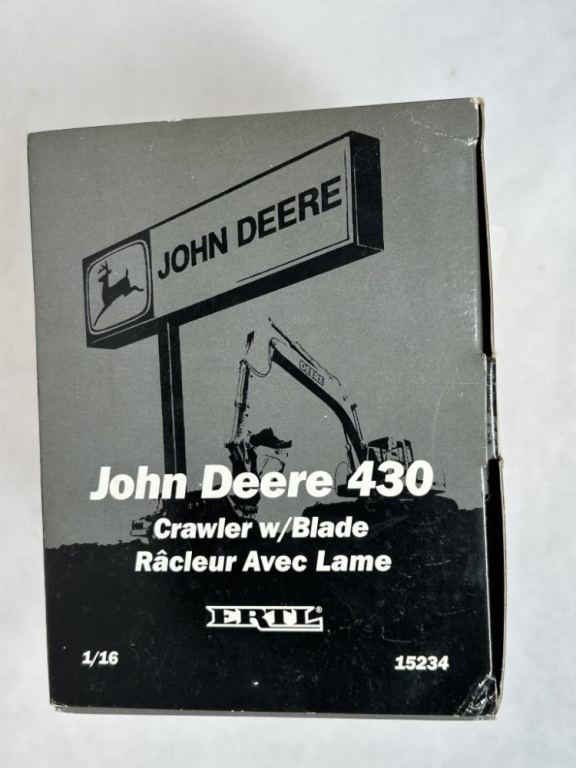 JOHN DEERE
DEERE
John Deere 430
Crawler w/Blade
Râcleur Avec Lame
ERTL®
1/16
15234